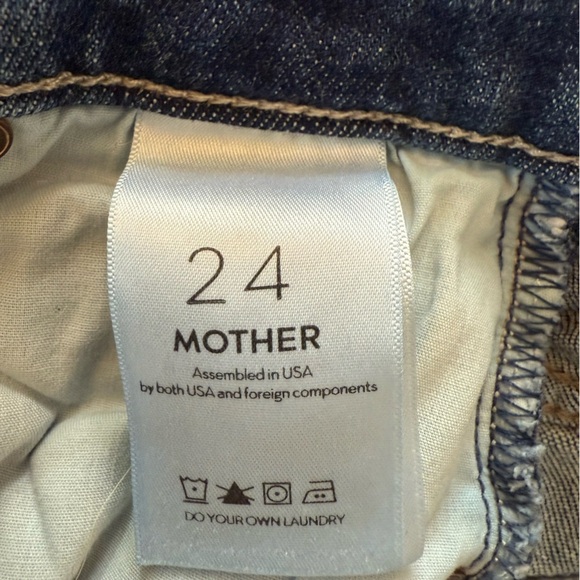 24
MOTHER
Assembled in USA
by both USA and foreign components
DO YOUR OWN LAUNDRY